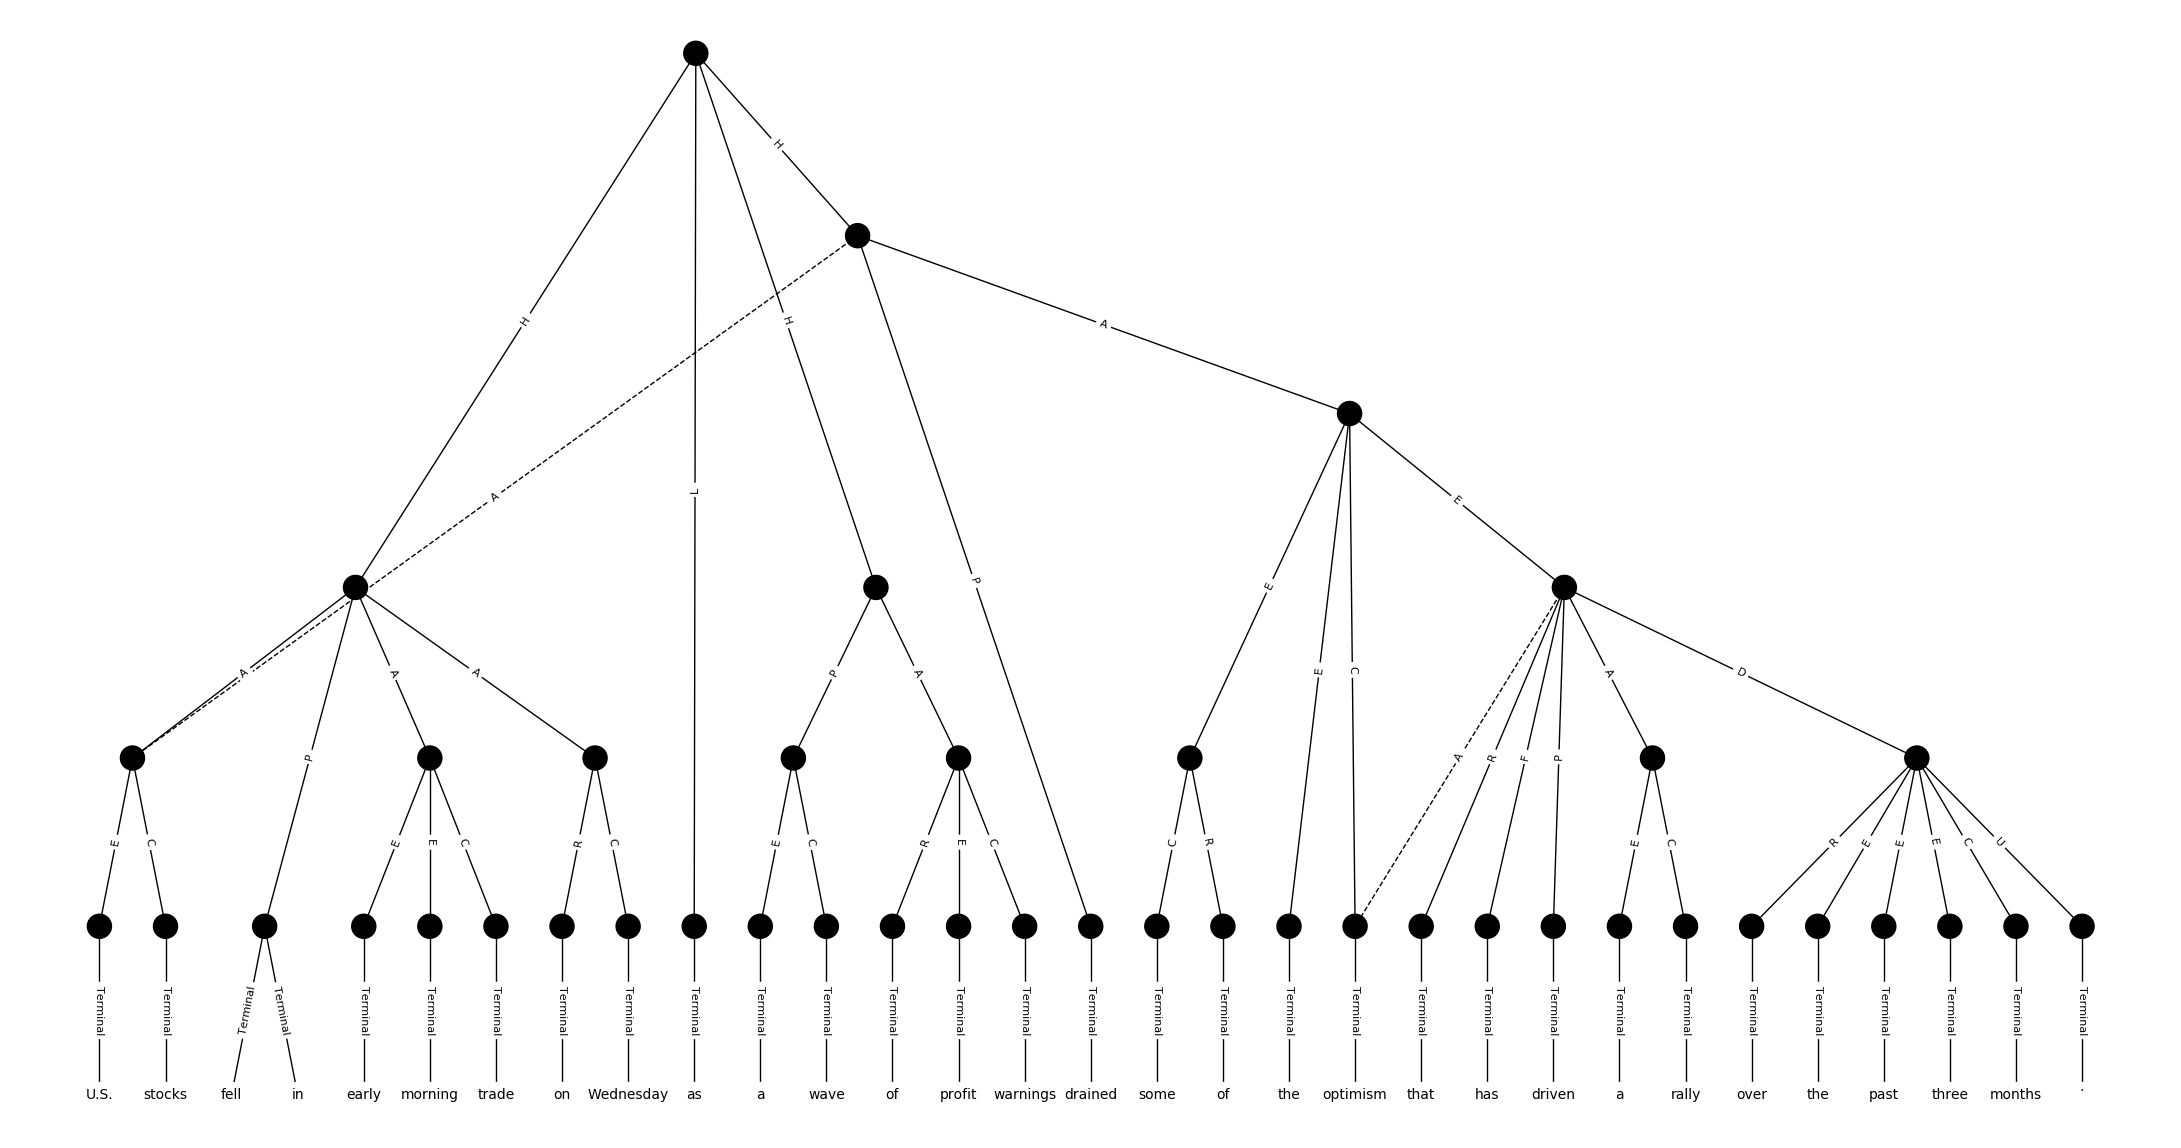 H
H
H
A
A
L
P
E
E
E
C
A
P
A
A
P
A
A
R
F
P
A
D
E C E E C R C E C R E C C R E C R E E E C U
Terminal Terminal Terminal Terminal Terminal Terminal Terminal Terminal Terminal Terminal Terminal Terminal Terminal Terminal Terminal Terminal Terminal Terminal Terminal Terminal Terminal Terminal Terminal Terminal Terminal Terminal Terminal Terminal Terminal Terminal Terminal
U.S. stocks fell in early morning trade on Wednesday as a wave of profit warnings drained some of the optimism that has driven a rally over the past three months .